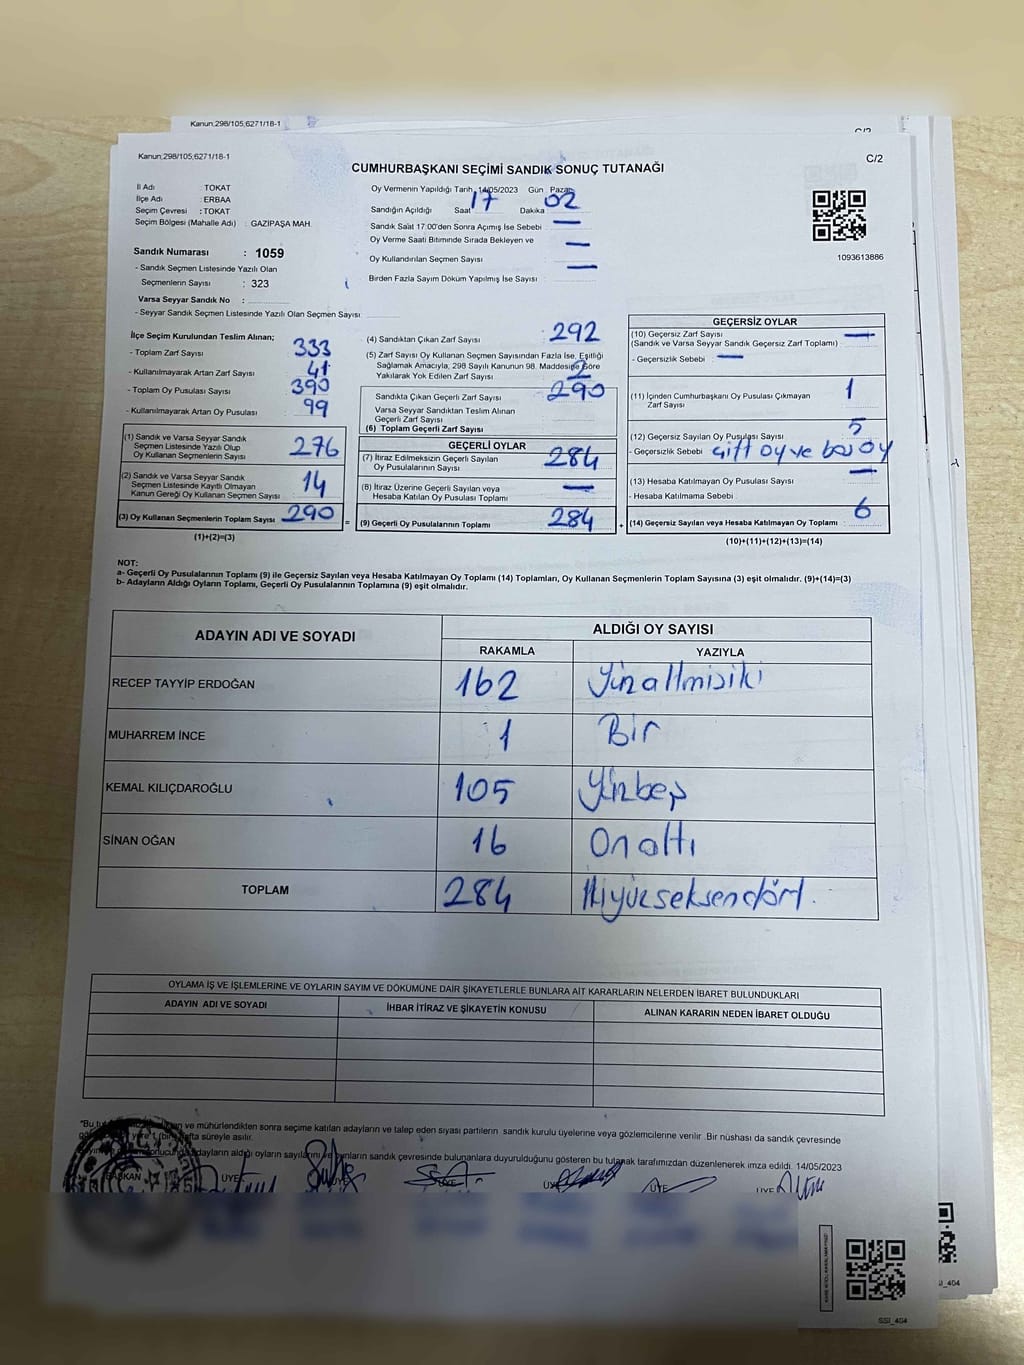 Kanun;298/105;6271/18-1
C/2
Kanun;298/105;6271/18-1
C/2
CUMHURBAŞKANI SEÇİMİ SANDIK SONUÇ TUTANAĞI
İl Adı : TOKAT
İlçe Adı : ERBAA
Seçim Çevresi : TOKAT
Seçim Bölgesi (Mahalle Adı) : GAZİPAŞA MAH.
Sandık Numarası : 1059
- Sandık Seçmen Listesinde Yazılı Olan
Seçmenlerin Sayısı : 323
Varsa Seyyar Sandık No :
- Seyyar Sandık Seçmen Listesinde Yazılı Olan Seçmen Sayısı
Oy Vermenin Yapıldığı Tarih 14/05/2023 Gün Pazar
Sandığın Açıldığı Saat 17 Dakika 02
Sandık Saat 17:00'den Sonra Açımış İse Sebebi —
Oy Verme Saati Bitiminde Sırada Bekleyen ve
Oy Kullandırılan Seçmen Sayısı —
Birden Fazla Sayım Döküm Yapılmış İse Sayısı —
1093613886
İlçe Seçim Kurulundan Teslim Alınan;
- Toplam Zarf Sayısı 333
- Kullanılmayarak Artan Zarf Sayısı 41
- Toplam Oy Pusulası Sayısı 390
- Kullanılmayarak Artan Oy Pusulası 99
(1) Sandık ve Varsa Seyyar Sandık
Seçmen Listesinde Yazılı Olup
Oy Kullanan Seçmenlerin Sayısı 276
(2) Sandık ve Varsa Seyyar Sandık
Seçmen Listesinde Kayıtlı Olmayan
Kanun Gereği Oy Kullanan Seçmen Sayısı 14
(3) Oy Kullanan Seçmenlerin Toplam Sayısı 290 =
(1)+(2)=(3)
(4) Sandıktan Çıkan Zarf Sayısı : 292
(5) Zarf Sayısı Oy Kullanan Seçmen Sayısından Fazla İse, Eşitliği
Sağlamak Amacıyla, 298 Sayılı Kanunun 98. Maddesine Göre
Yakılarak Yok Edilen Zarf Sayısı 2
Sandıkta Çıkan Geçerli Zarf Sayısı : 290
Varsa Seyyar Sandıktan Teslim Alınan
Geçerli Zarf Sayısı
(6) Toplam Geçerli Zarf Sayısı
GEÇERLİ OYLAR
(7) İtiraz Edilmeksizin Geçerli Sayılan
Oy Pusulalarının Sayısı 284
(8) İtiraz Üzerine Geçerli Sayılan veya
Hesaba Katılan Oy Pusulası Toplamı —
(9) Geçerli Oy Pusulalarının Toplamı 284 +
GEÇERSİZ OYLAR
(10) Geçersiz Zarf Sayısı
(Sandık ve Varsa Seyyar Sandık Geçersiz Zarf Toplamı) —
- Geçersizlik Sebebi : —
(11) İçinden Cumhurbaşkanı Oy Pusulası Çıkmayan
Zarf Sayısı 1
(12) Geçersiz Sayılan Oy Pusulası Sayısı 5
- Geçersizlik Sebebi : çift oy ve boş oy
(13) Hesaba Katılmayan Oy Pusulası Sayısı —
- Hesaba Katılmama Sebebi
(14) Geçersiz Sayılan veya Hesaba Katılmayan Oy Toplamı : 6
(10)+(11)+(12)+(13)=(14)
NOT:
a- Geçerli Oy Pusulalarının Toplamı (9) ile Geçersiz Sayılan veya Hesaba Katılmayan Oy Toplamı (14) Toplamları, Oy Kullanan Seçmenlerin Toplam Sayısına (3) eşit olmalıdır. (9)+(14)=(3)
b- Adayların Aldığı Oyların Toplamı, Geçerli Oy Pusulalarının Toplamına (9) eşit olmalıdır.
ADAYIN ADI VE SOYADI ALDIĞI OY SAYISI
RAKAMLA YAZIYLA
RECEP TAYYİP ERDOĞAN 162 Yüzaltmışiki
MUHARREM İNCE 1 Bir
KEMAL KILIÇDAROĞLU 105 Yüzbeş
SİNAN OĞAN 16 Onaltı
TOPLAM 284 İkiyüzseksendört.
OYLAMA İŞ VE İŞLEMLERİNE VE OYLARIN SAYIM VE DÖKÜMÜNE DAİR ŞİKAYETLERLE BUNLARA AİT KARARLARIN NELERDEN İBARET BULUNDUKLARI
ADAYIN ADI VE SOYADI İHBAR İTİRAZ VE ŞİKAYETİN KONUSU ALINAN KARARIN NEDEN İBARET OLDUĞU
"Bu ve mühürlendikten sonra seçime katılan adayların ve talep eden siyasi partilerin sandık kurulu üyelerine veya gözlemcilerine verilir .Bir nüshası da sandık çevresinde
hafta süreyle asılır.
adayların aldığı oyların sayılarını ve bunların sandık çevresinde bulunanlara duyurulduğunu gösteren bu tutanak tarafımızdan düzenlenerek imza edildi. 14/05/2023
BAŞKAN ÜYE ÜYE ÜYE ÜYE ÜYE
SSI_404